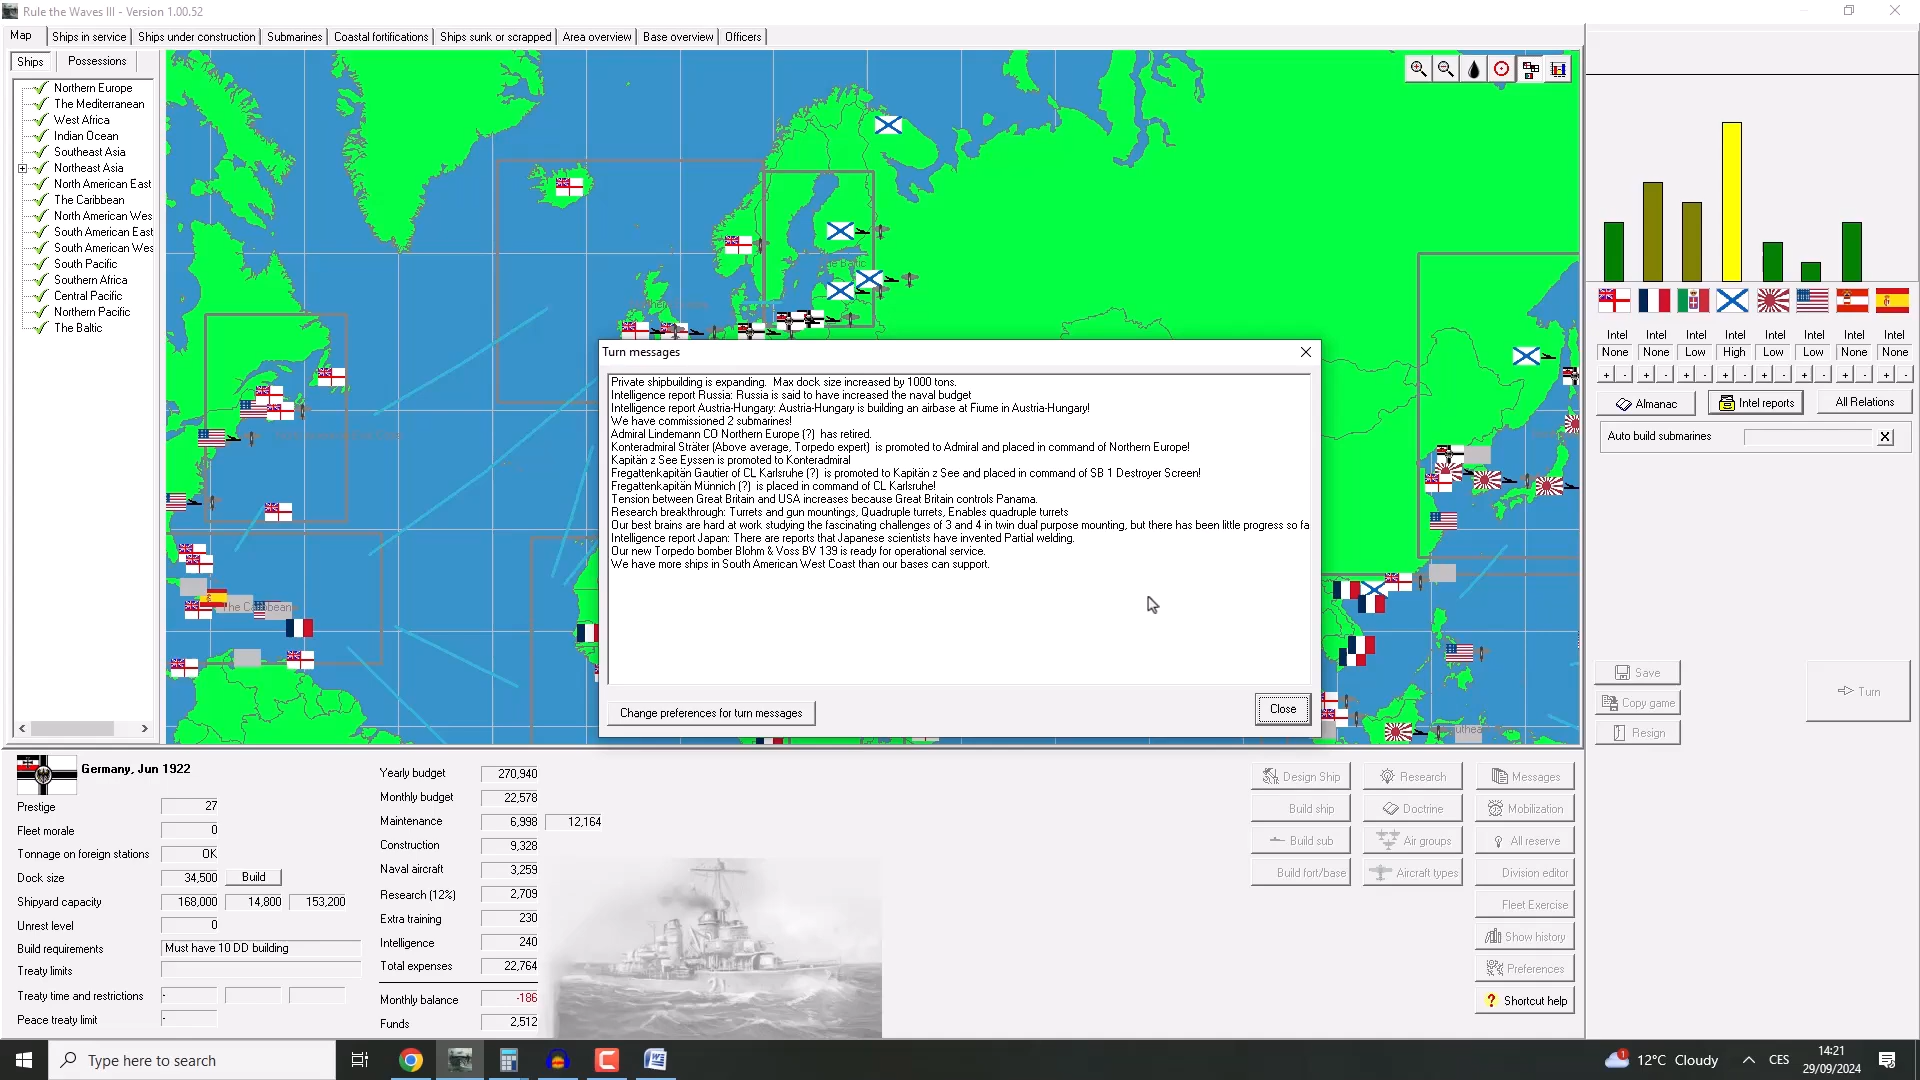 Rule the Waves III - Version 1.00.52
Map
Ships in service
Ships under construction
Submarines
Coastal fortifications
Ships sunk or scrapped
Area overview
Base overview
Officers
Ships
Possessions
Northern Europe
The Mediterranean
West Africa
Indian Ocean
Southeast Asia
Northeast Asia
North American East
The Caribbean
North American Wes
South American East
South American Wes
South Pacific
Southern Africa
Central Pacific
Northern Pacific
The Baltic
The Caribbean
Turn messages
Private shipbuilding is expanding. Max dock size increased by 1000 tons.
Intelligence report Russia: Russia is said to have increased the naval budget
Intelligence report Austria-Hungary: Austria-Hungary is building an airbase at Fiume in Austria-Hungary!
We have commissioned 2 submarines!
Admiral Lindemann CO Northern Europe (?) has retired.
Konteradmiral Sträter (Above average, Torpedo expert) is promoted to Admiral and placed in command of Northern Europe!
Kapitän z See Eyssen is promoted to Konteradmiral
Fregattenkapitän Gautier of CL Karlsruhe (?) is promoted to Kapitän z See and placed in command of SB 1 Destroyer Screen!
Fregattenkapitän Münnich (?) is placed in command of CL Karlsruhe!
Tension between Great Britain and USA increases because Great Britain controls Panama.
Research breakthrough: Turrets and gun mountings, Quadruple turrets, Enables quadruple turrets
Our best brains are hard at work studying the fascinating challenges of 3 and 4 in twin dual purpose mounting, but there has been little progress so fa
Intelligence report Japan: There are reports that Japanese scientists have invented Partial welding.
Our new Torpedo bomber Blohm & Voss BV 139 is ready for operational service.
We have more ships in South American West Coast than our bases can support.
Change preferences for turn messages
Close
Intel Intel Intel Intel Intel Intel Intel Intel
None None Low High Low Low None None
+ - + - + - + - + - + - + - + -
Almanac
Intel reports
All Relations
Auto build submarines
X
Save
Copy game
Resign
Turn
Germany, Jun 1922
Prestige 27
Fleet morale 0
Tonnage on foreign stations OK
Dock size 34,500 Build
Shipyard capacity 168,000 14,800 153,200
Unrest level 0
Build requirements Must have 10 DD building
Treaty limits
Treaty time and restrictions -
Peace treaty limit -
Yearly budget 270,940
Monthly budget 22,578
Maintenance 6,998 12,164
Construction 9,328
Naval aircraft 3,259
Research (12%) 2,709
Extra training 230
Intelligence 240
Total expenses 22,764
Monthly balance -186
Funds 2,512
Design Ship
Research
Messages
Build ship
Doctrine
Mobilization
Build sub
Air groups
All reserve
Build fort/base
Aircraft types
Division editor
Fleet Exercise
Show history
Preferences
? Shortcut help
Type here to search
12°C Cloudy
CES
14:21
29/09/2024